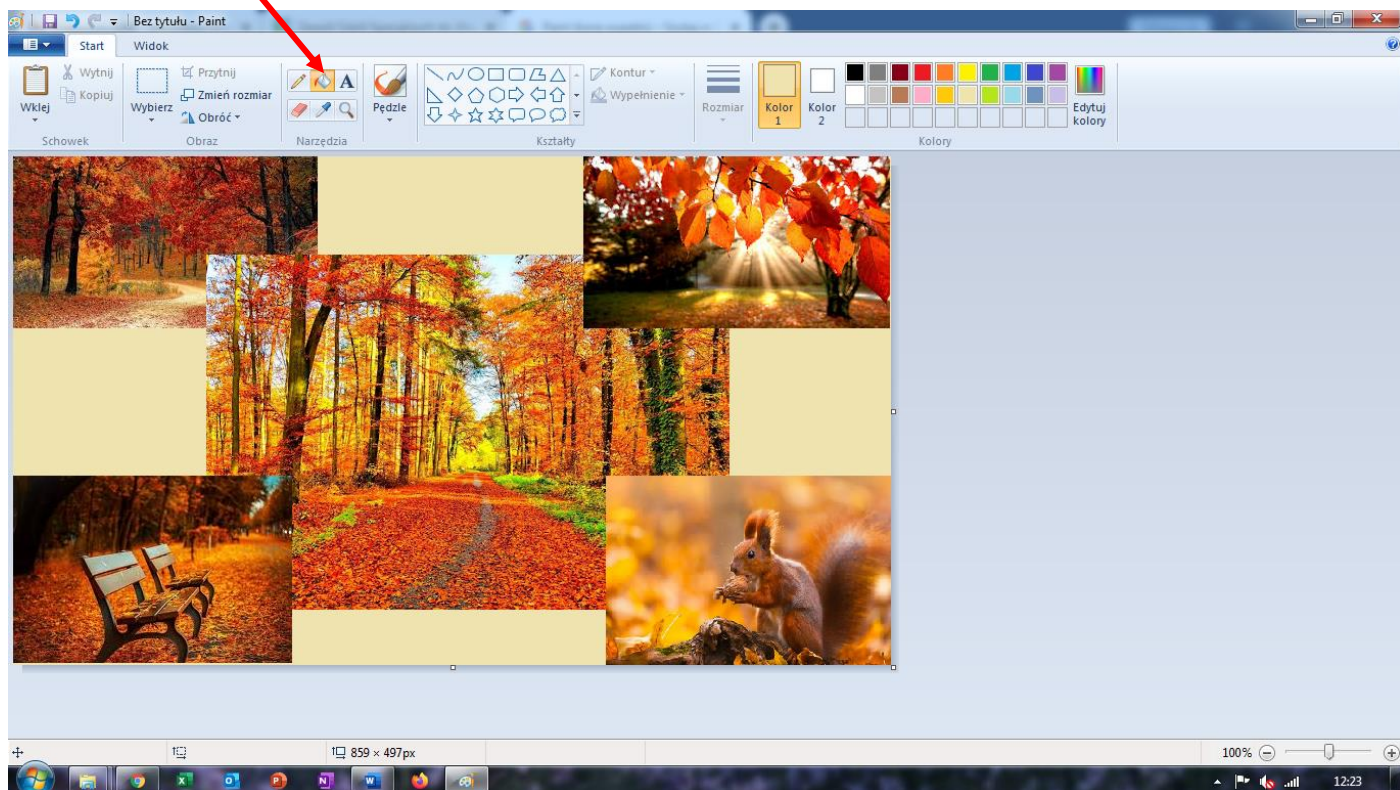 Bez tytułu - Paint
Start Widok
Wklej
Wytnij
Kopiuj
Schowek
Wybierz
Przytnij
Zmień rozmiar
Obróć
Obraz
A
Narzędzia
Pędzle
Kontur
Wypełnienie
Kształty
Rozmiar
Kolor 1
Kolor 2
Edytuj kolory
Kolory
859 × 497px
100%
12:23